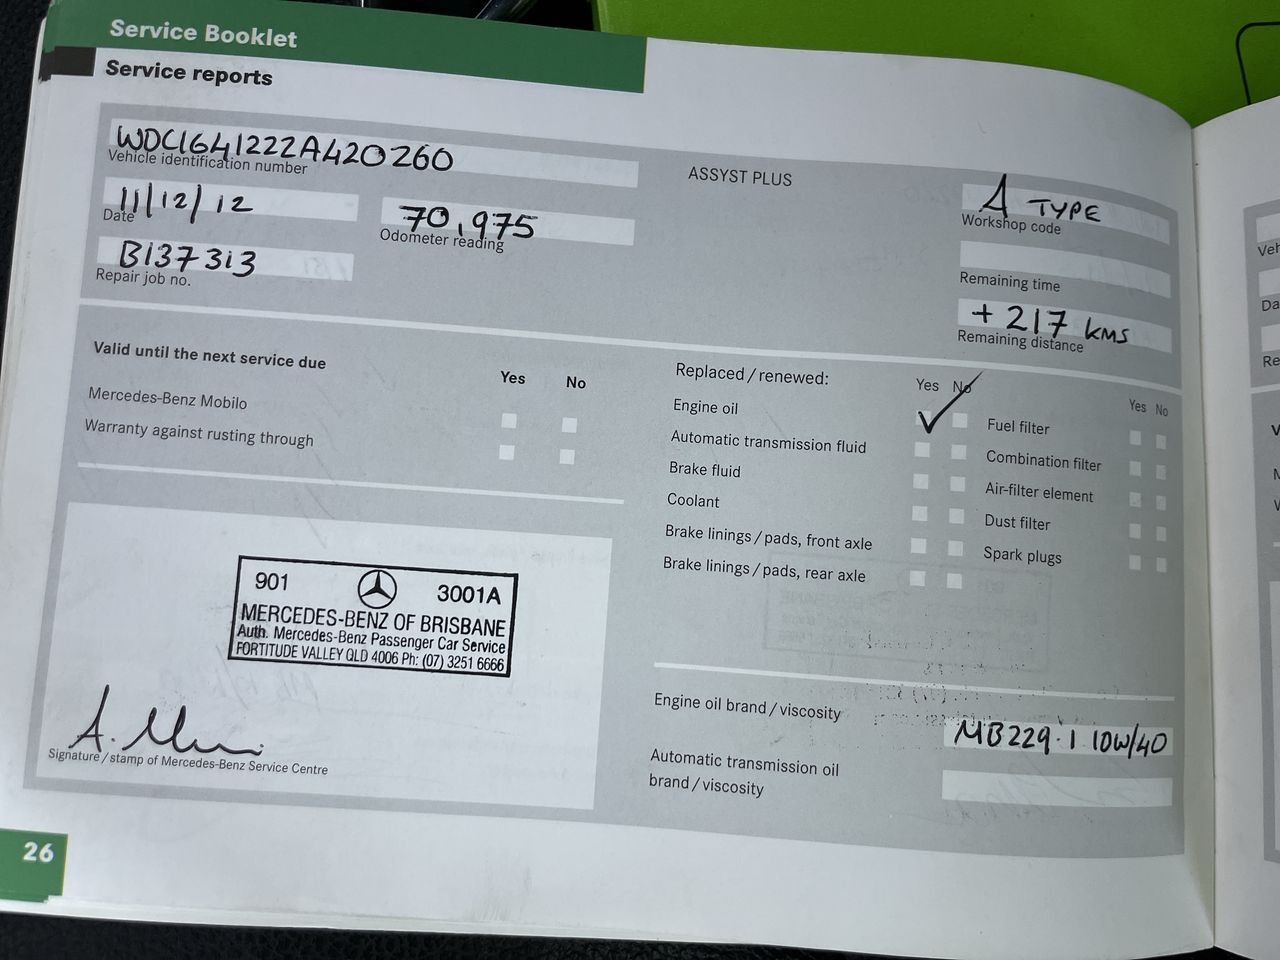 Service Booklet
Service reports
WDC1641222A420260
Vehicle identification number
ASSYST PLUS
A TYPE
Workshop code
11/12/12
Date
70,975
Odometer reading
B137313
Repair job no.
Remaining time
+ 217 kms
Remaining distance
Valid until the next service due
Yes No
Mercedes-Benz Mobilo
Warranty against rusting through
Replaced / renewed:
Yes No
Yes No
Engine oil
Automatic transmission fluid
Brake fluid
Coolant
Brake linings / pads, front axle
Brake linings / pads, rear axle
Fuel filter
Combination filter
Air-filter element
Dust filter
Spark plugs
901 3001A
MERCEDES-BENZ OF BRISBANE
Auth. Mercedes-Benz Passenger Car Service
FORTITUDE VALLEY QLD 4006 Ph: (07) 3251 6666
Signature / stamp of Mercedes-Benz Service Centre
Engine oil brand / viscosity
MB229.1 10W/40
Automatic transmission oil
brand / viscosity
26
Veh
Da
Re